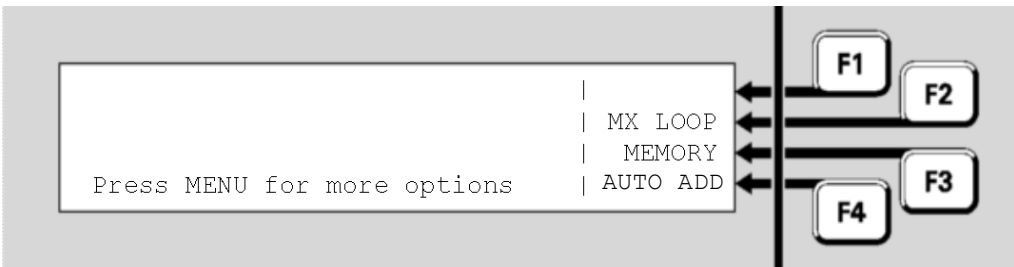 F1
|
F2
| MX LOOP
| MEMORY
Press MENU for more options | AUTO ADD
F3
F4